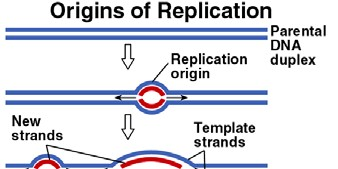 Origins of Replication
Parental
DNA
duplex
Replication
origin
New
strands
Template
strands